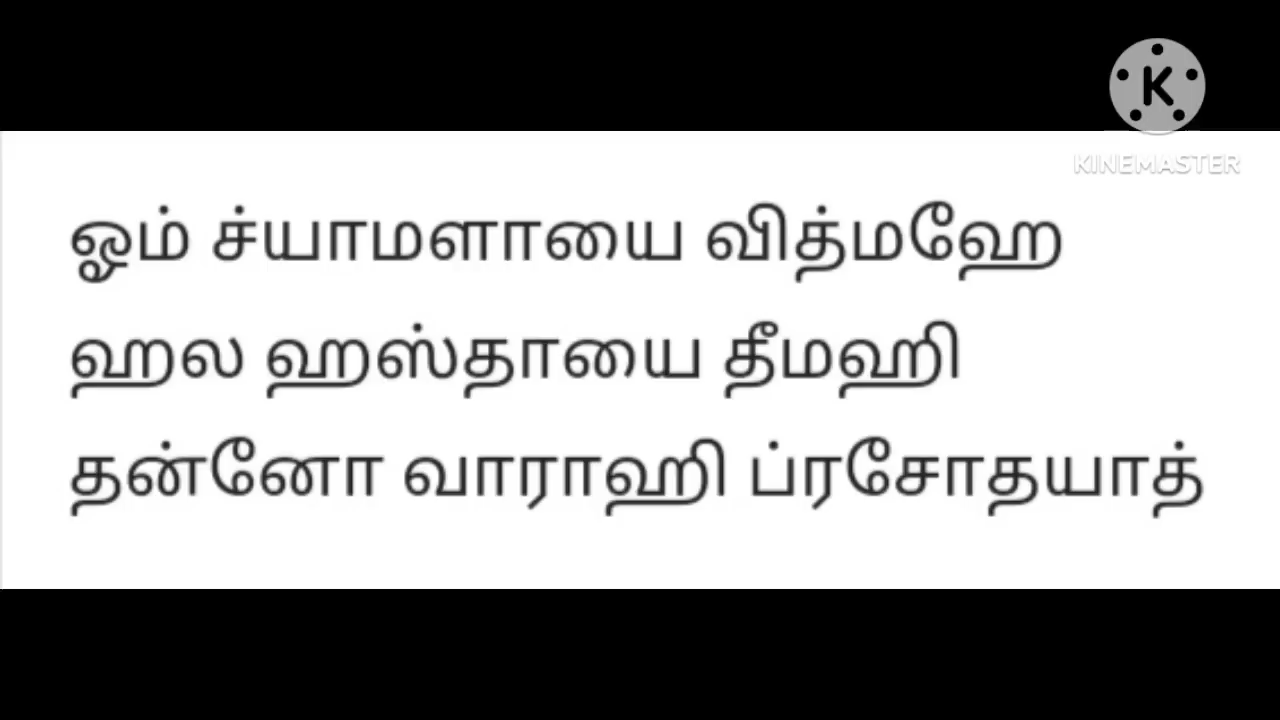 K
KINEMASTER
ஓம் ச்யாமளாயை வித்மஹே
ஹல ஹஸ்தாயை தீமஹி
தன்னோ வாராஹி ப்ரசோதயாத்